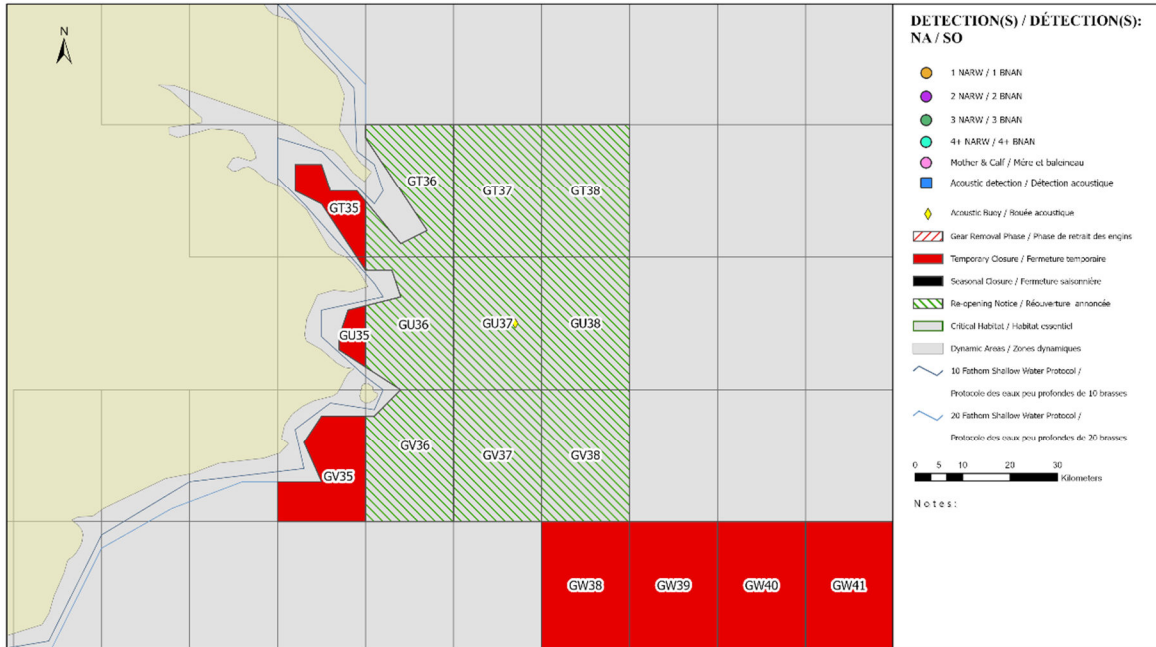 N
GT36
GT37
GT38
GT35
GU36
GU37
GU38
GU35
GV36
GV37
GV38
GV35
GW38
GW39
GW40
GW41
DETECTION(S) / DÉTECTION(S):
NA / SO
1 NARW / 1 BNAN
2 NARW / 2 BNAN
3 NARW / 3 BNAN
4+ NARW / 4+ BNAN
Mother & Calf / Mère et baleineau
Acoustic detection / Détection acoustique
Acoustic Buoy / Bouée acoustique
Gear Removal Phase / Phase de retrait des engins
Temporary Closure / Fermeture temporaire
Seasonal Closure / Fermeture saisonnière
Re-opening Notice / Réouverture annoncée
Critical Habitat / Habitat essentiel
Dynamic Areas / Zones dynamiques
10 Fathom Shallow Water Protocol /
Protocole des eaux peu profondes de 10 brasses
20 Fathom Shallow Water Protocol /
Protocole des eaux peu profondes de 20 brasses
0 5 10 20 30
Kilometers
Notes: